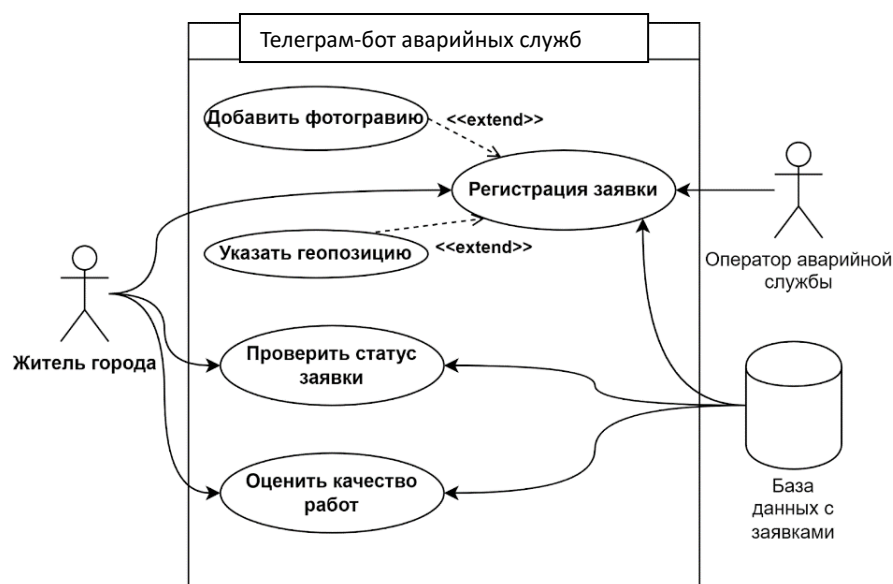 Телеграм-бот аварийных служб
Добавить фотогравию
<<extend>>
Регистрация заявки
Указать геопозицию
<<extend>>
Оператор аварийной
службы
Житель города
Проверить статус
заявки
Оценить качество
работ
База
данных с
заявками